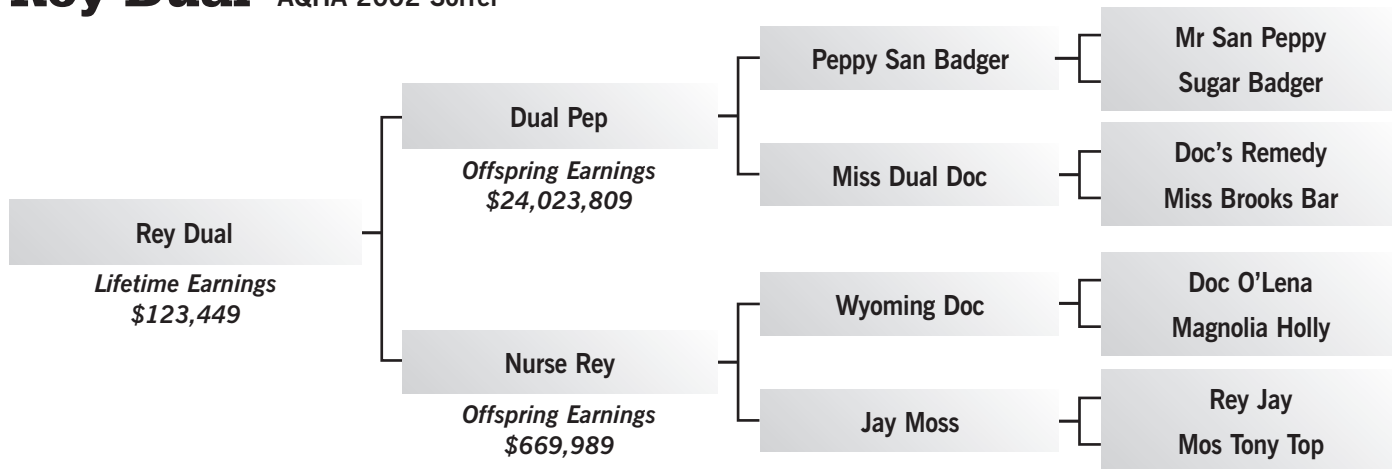 Rey Dual AQHA 2002 Sorrel
Peppy San Badger
Mr San Peppy
Sugar Badger
Dual Pep
Offspring Earnings
$24,023,809
Miss Dual Doc
Doc's Remedy
Miss Brooks Bar
Rey Dual
Lifetime Earnings
$123,449
Wyoming Doc
Doc O'Lena
Magnolia Holly
Nurse Rey
Offspring Earnings
$669,989
Jay Moss
Rey Jay
Mos Tony Top